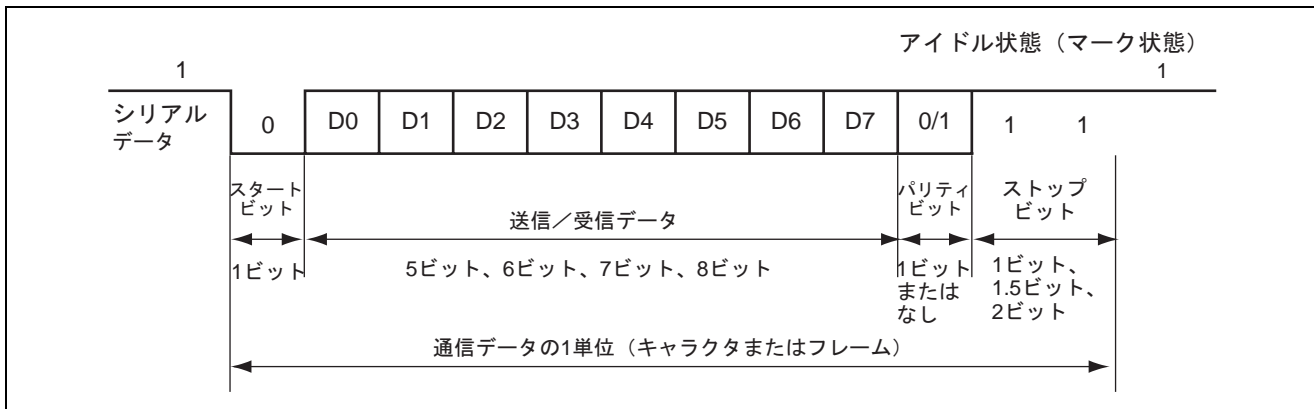 アイドル状態（マーク状態）
1
1
シリアル
データ
0 D0 D1 D2 D3 D4 D5 D6 D7 0/1 1 1
スタート
ビット
送信／受信データ
パリティ
ビット
ストップ
ビット
1ビット
5ビット、6ビット、7ビット、8ビット
1ビット
または
なし
1ビット、
1.5ビット、
2ビット
通信データの1単位（キャラクタまたはフレーム）